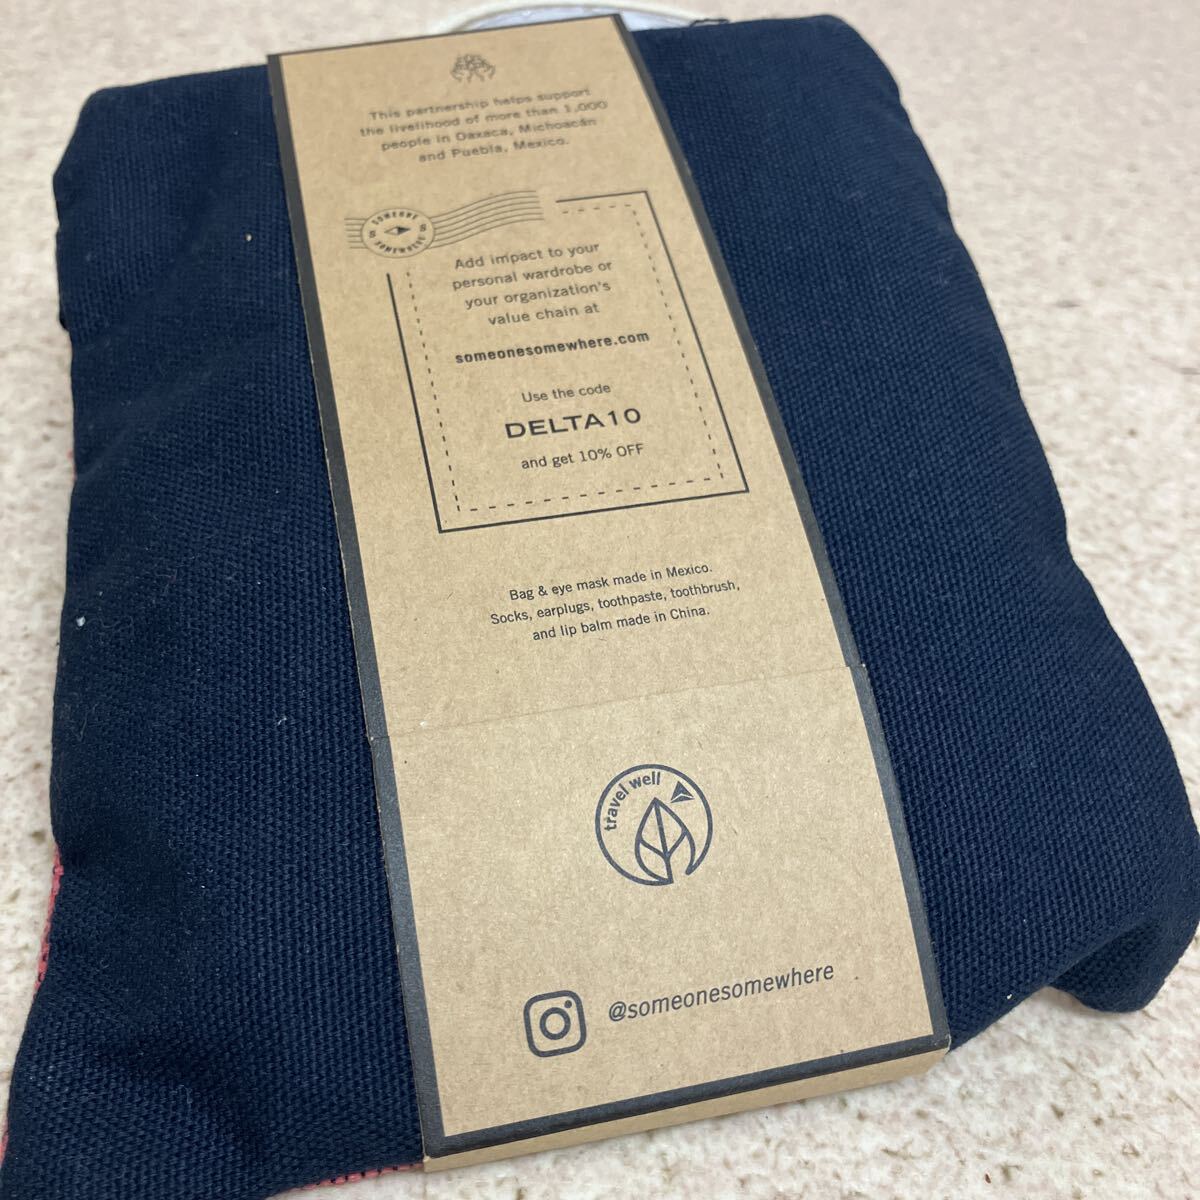 This partnership helps support
the livelihood of more than 1,000
people in Oaxaca, Michoacán
and Puebla, Mexico.
SOMEONE
SOMEWHERE
S S
Add impact to your
personal wardrobe or
your organization's
value chain at
someonesomewhere.com
Use the code
DELTA10
and get 10% OFF
Bag & eye mask made in Mexico.
Socks, earplugs, toothpaste, toothbrush,
and lip balm made in China.
travel well
@someonesomewhere